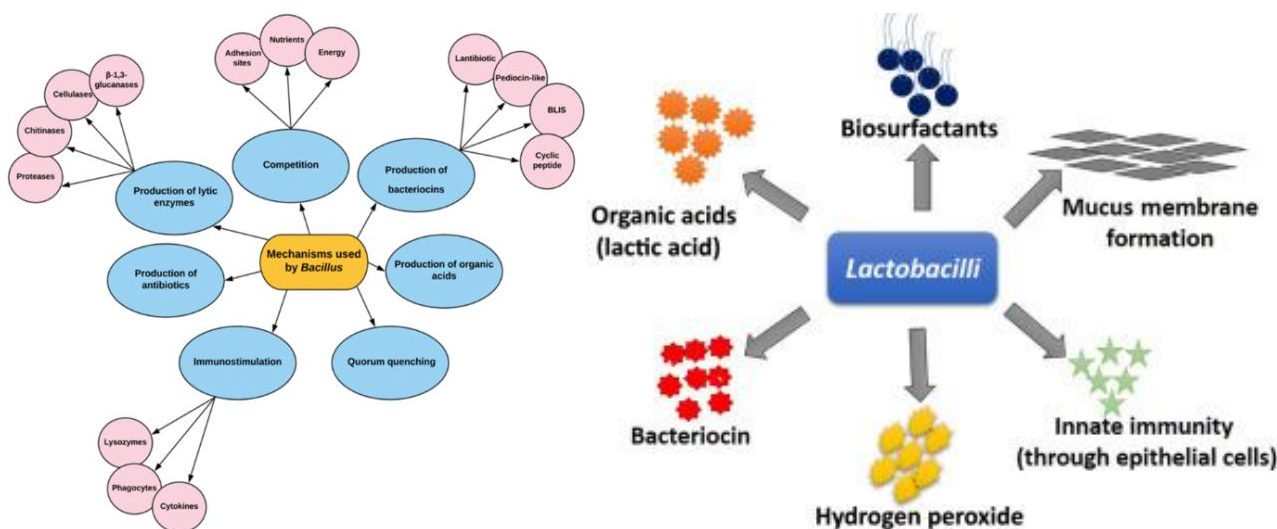 Adhesion
sites
Nutrients
Energy
Lantibiotic
Pediocin-like
BLIS
Cyclic
peptide
β-1,3-
glucanases
Cellulases
Chitinases
Proteases
Production of lytic
enzymes
Competition
Production of
bacteriocins
Mechanisms used
by Bacillus
Production of
antibiotics
Production of organic
acids
Immunostimulation
Quorum quenching
Lysozymes
Phagocytes
Cytokines
Biosurfactants
Organic acids
(lactic acid)
Mucus membrane
formation
Lactobacilli
Bacteriocin
Innate immunity
(through epithelial cells)
Hydrogen peroxide